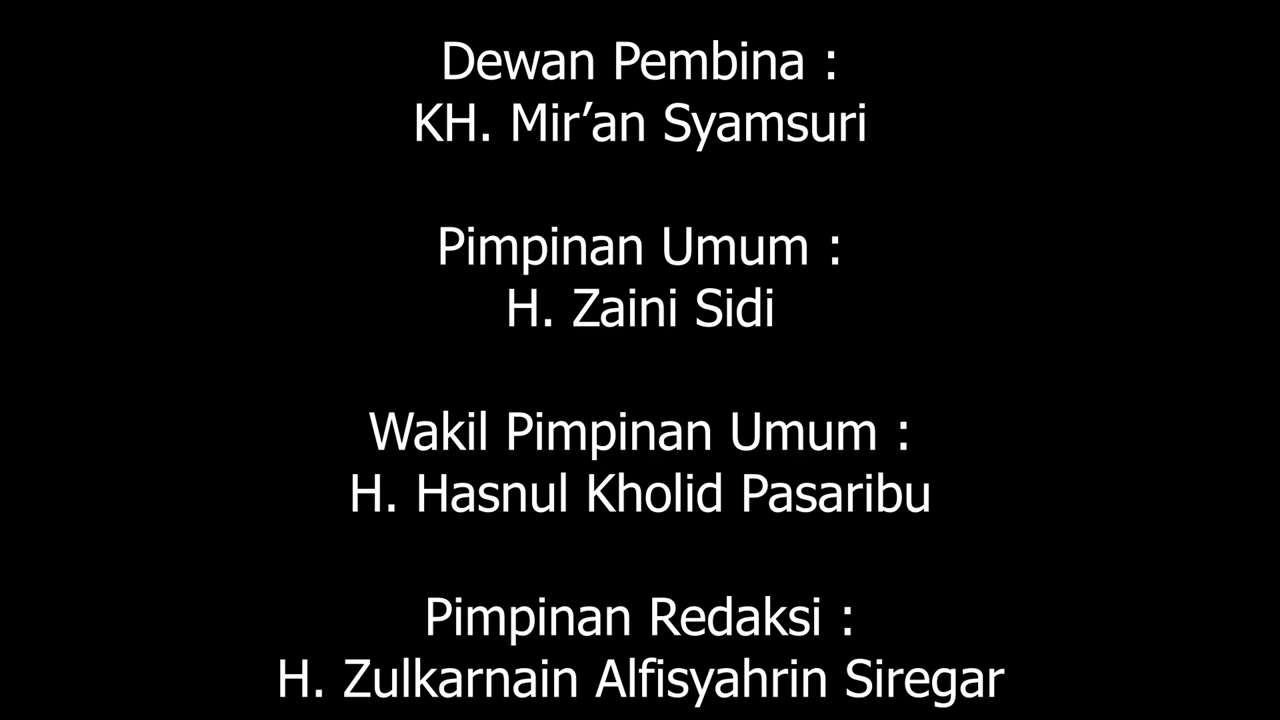 Dewan Pembina :
KH. Mir’an Syamsuri
Pimpinan Umum :
H. Zaini Sidi
Wakil Pimpinan Umum :
H. Hasnul Kholid Pasaribu
Pimpinan Redaksi :
H. Zulkarnain Alfisyahrin Siregar